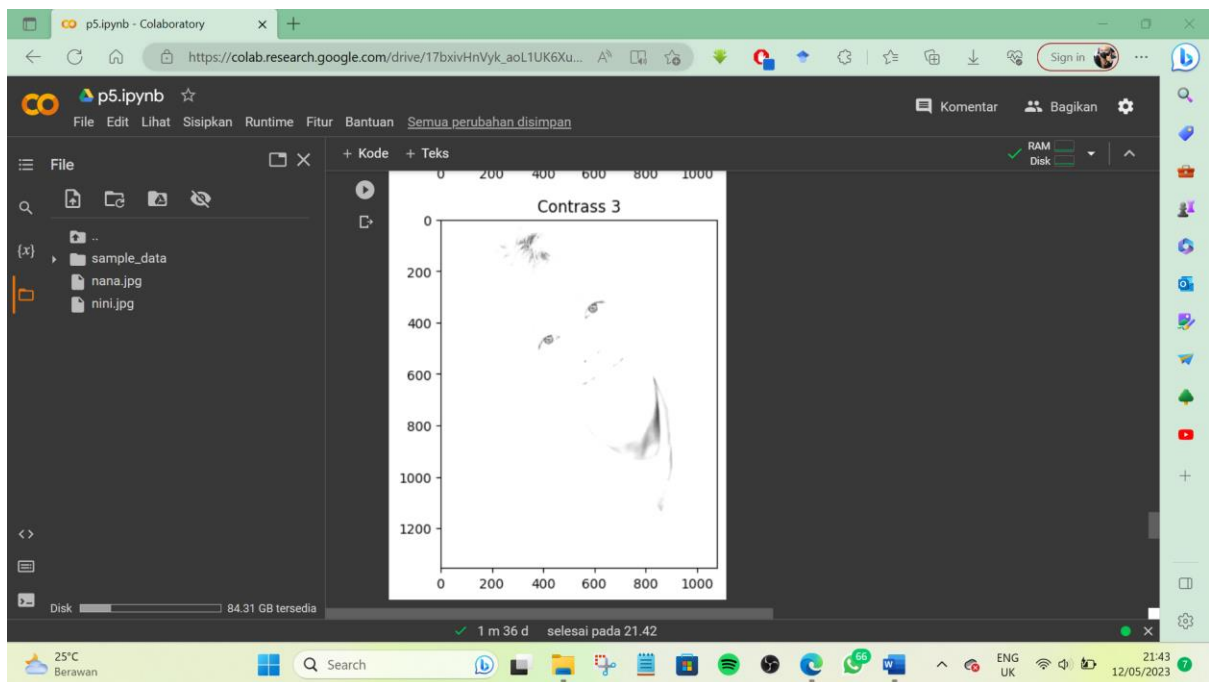 p5.ipynb - Colaboratory
https://colab.research.google.com/drive/17bxivHnVyk_aoL1UK6Xu...
Sign in
p5.ipynb
Komentar
Bagikan
File Edit Lihat Sisipkan Runtime Fitur Bantuan Semua perubahan disimpan
File
+ Kode + Teks
RAM
Disk
..
sample_data
nana.jpg
nini.jpg
{x}
0 200 400 600 800 1000
Contrass 3
0
200
400
600
800
1000
1200
0 200 400 600 800 1000
Disk 84.31 GB tersedia
1 m 36 d selesai pada 21.42
25°C
Berawan
Search
66
ENG
UK
21:43
12/05/2023
7